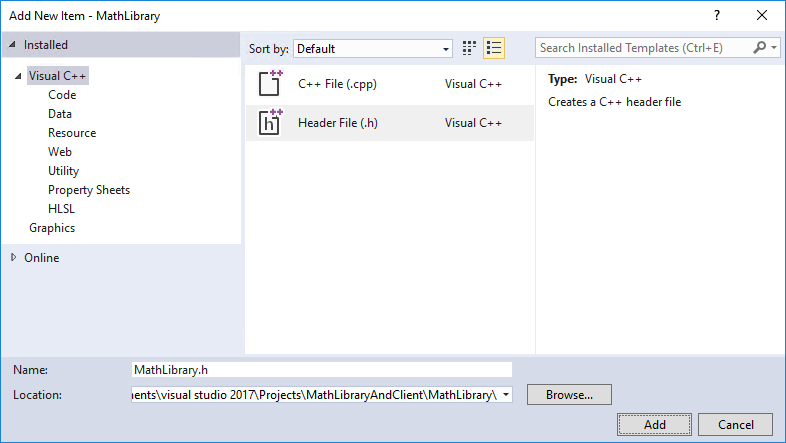 Add New Item - MathLibrary
?
Installed
Sort by: Default
Search Installed Templates (Ctrl+E)
Visual C++
Code
Data
Resource
Web
Utility
Property Sheets
HLSL
Graphics
Online
++
C++ File (.cpp) Visual C++
++
h
Header File (.h) Visual C++
Type: Visual C++
Creates a C++ header file
Name: MathLibrary.h
Location: \visual studio 2017\Projects\MathLibraryAndClient\MathLibrary\
Browse...
Add Cancel